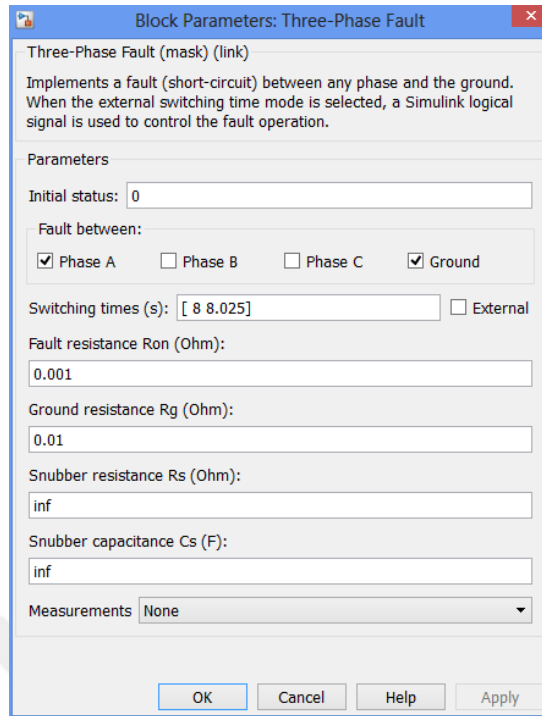 Block Parameters: Three-Phase Fault
Three-Phase Fault (mask) (link)
Implements a fault (short-circuit) between any phase and the ground.
When the external switching time mode is selected, a Simulink logical
signal is used to control the fault operation.
Parameters
Initial status: 0
Fault between:
Phase A Phase B Phase C Ground
Switching times (s): [ 8 8.025] External
Fault resistance Ron (Ohm):
0.001
Ground resistance Rg (Ohm):
0.01
Snubber resistance Rs (Ohm):
inf
Snubber capacitance Cs (F):
inf
Measurements None
OK Cancel Help Apply